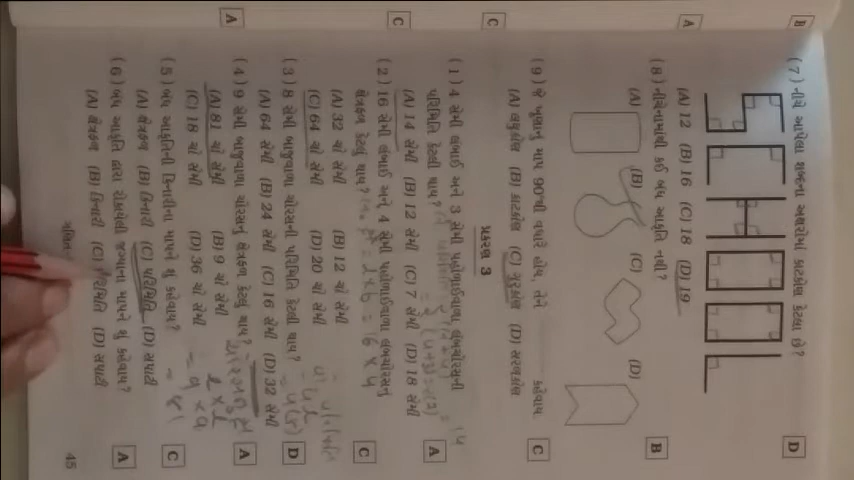 B
A
C
C
A
(7) નીચે આપેલા શબ્દના અક્ષરોમાં કાટકોણ કેટલા છે?
D
SCHOOL
(A) 12 (B) 16 (C) 18 (D) 19
(8) નીચેનામાંથી કઈ બંધ આકૃતિ નથી?
B
(A) (B) (C) (D)
(9) જે ખૂણાનું માપ 90°થી વધારે હોય તેને કહેવાય.
C
(A) લઘુકોણ (B) કાટકોણ (C) ગુરુકોણ (D) સરળકોણ
પ્રકરણ 3
(1) 4 સેમી લંબાઈ અને 3 સેમી પહોળાઈવાળા લંબચોરસની
પરિમિતિ કેટલી થાય?
A
(A) 14 સેમી (B) 12 સેમી (C) 7 સેમી (D) 18 સેમી
(2) 16 સેમી લંબાઈ અને 4 સેમી પહોળાઈવાળા લંબચોરસનું
ક્ષેત્રફળ કેટલું થાય?
C
(A) 32 ચો સેમી (B) 12 ચો સેમી
(C) 64 ચો સેમી (D) 20 ચો સેમી
(3) 8 સેમી બાજુવાળા ચોરસની પરિમિતિ કેટલી થાય?
D
(A) 64 સેમી (B) 24 સેમી (C) 16 સેમી (D) 32 સેમી
(4) 9 સેમી બાજુવાળા ચોરસનું ક્ષેત્રફળ કેટલું થાય?
A
(A) 81 ચો સેમી (B) 9 ચો સેમી
(C) 18 ચો સેમી (D) 36 ચો સેમી
(5) બંધ આકૃતિની કિનારીના માપને શું કહેવાય?
C
(A) ક્ષેત્રફળ (B) કિનારી (C) પરિમિતિ (D) સપાટી
(6) બંધ આકૃતિ દ્વારા રોકાયેલી જગ્યાના માપને શું કહેવાય?
A
(A) ક્ષેત્રફળ (B) કિનારી (C) પરિમિતિ (D) સપાટી
45